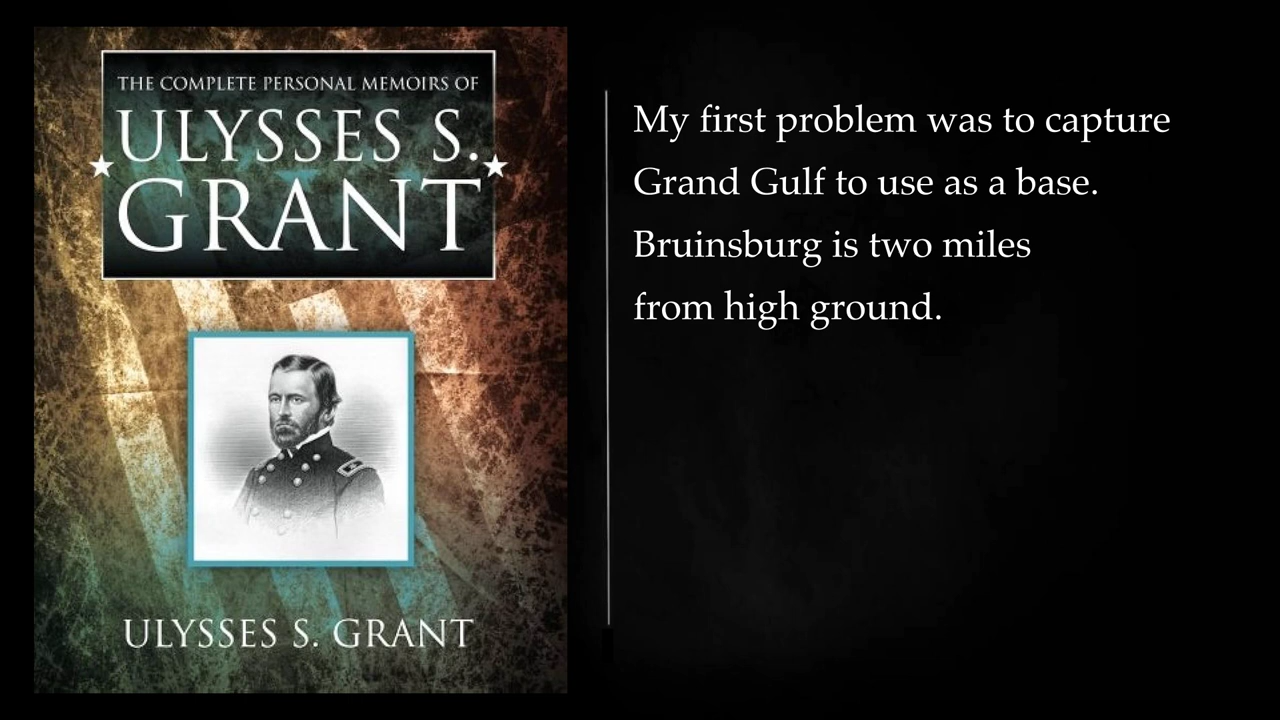 THE COMPLETE PERSONAL MEMOIRS OF
ULYSSES S.
GRANT
ULYSSES S. GRANT
My first problem was to capture
Grand Gulf to use as a base.
Bruinsburg is two miles
from high ground.